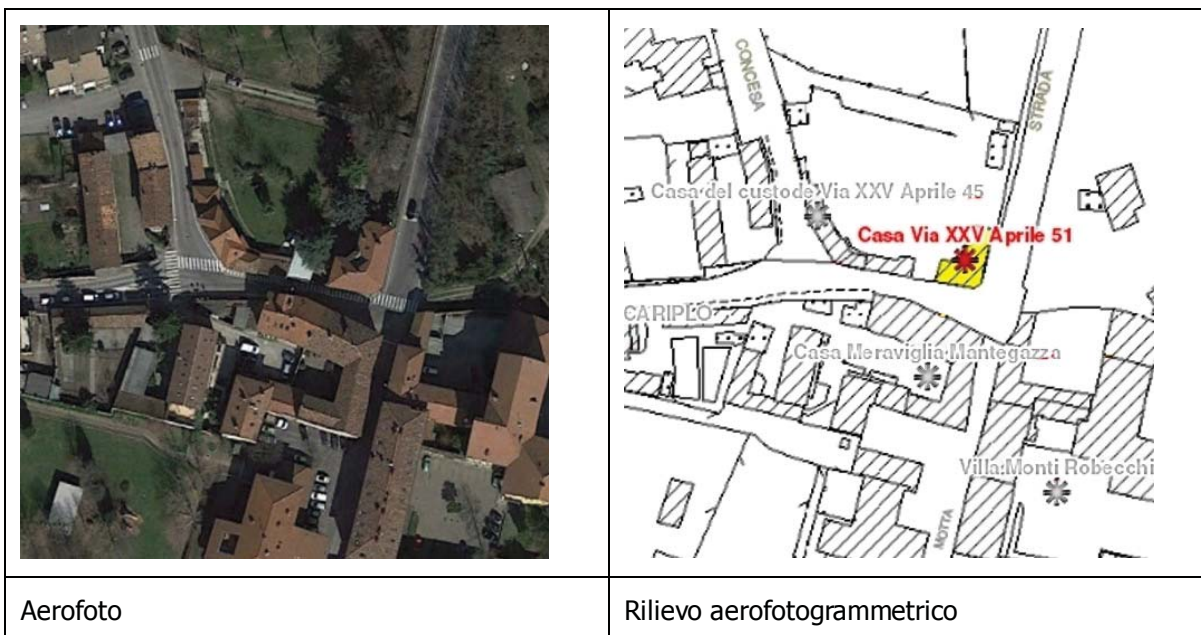 CONCESA
STRADA
Casa del custode Via XXV Aprile 45
Casa Via XXV Aprile 51
CARIPLO
Casa Meraviglia Mantegazza
Villa Monti Robecchi
MOTTA
Aerofoto
Rilievo aerofotogrammetrico